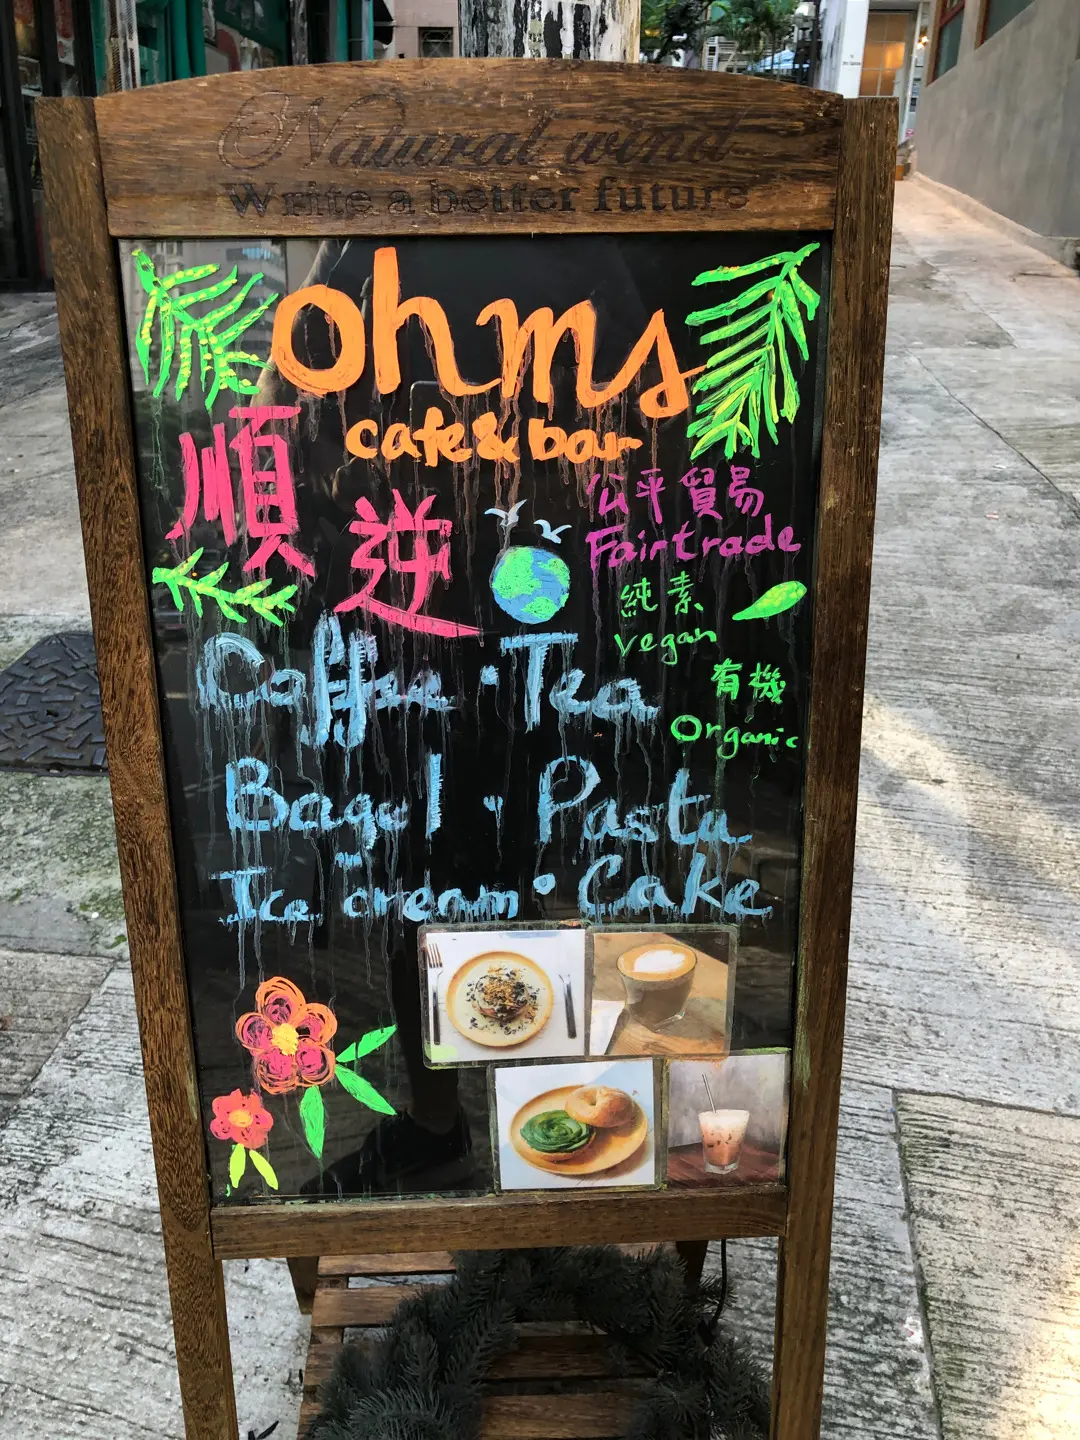 Natural wind
Write a better future
ohms
cafe & bar
順逆
公平貿易
Fairtrade
純素
vegan
有機
Organic
Coffee · Tea
Bagel · Pasta
Ice cream · Cake